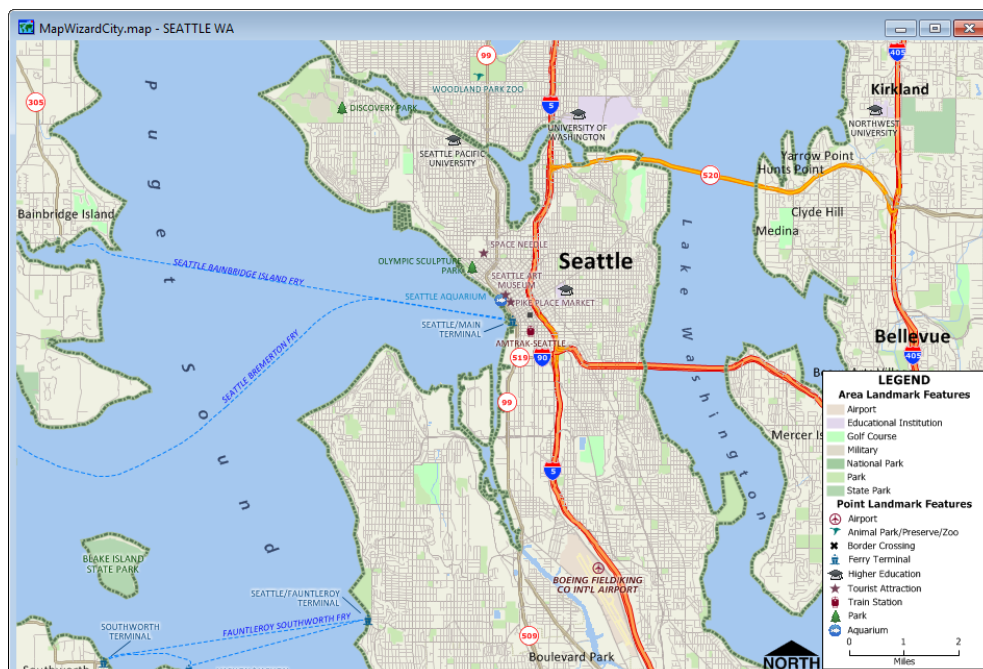 MapWizardCity.map - SEATTLE WA
99
WOODLAND PARK ZOO
405
Kirkland
305
Puget Sound
DISCOVERY PARK
5
UNIVERSITY OF
WASHINGTON
NORTHWEST
UNIVERSITY
SEATTLE PACIFIC
UNIVERSITY
Yarrow Point
Hunts Point
520
Bainbridge Island
Clyde Hill
Medina
Lake Washington
SPACE NEEDLE
Seattle
SEATTLE BAINBRIDGE ISLAND FRY
OLYMPIC SCULPTURE
PARK
SEATTLE ART
MUSEUM
SEATTLE AQUARIUM
PIKE PLACE MARKET
SEATTLE/MAIN
TERMINAL
AMTRAK-SEATTLE
Bellevue
519
90
405
SEATTLE BREMERTON FRY
99
Mercer Is
5
BLAKE ISLAND
STATE PARK
BOEING FIELD/KING
CO INT'L AIRPORT
SEATTLE/FAUNTLEROY
TERMINAL
FAUNTLEROY SOUTHWORTH FRY
SOUTHWORTH
TERMINAL
509
Boulevard Park
Southworth
LEGEND
Area Landmark Features
Airport
Educational Institution
Golf Course
Military
National Park
Park
State Park
Point Landmark Features
Airport
Animal Park/Preserve/Zoo
Border Crossing
Ferry Terminal
Higher Education
Tourist Attraction
Train Station
Park
Aquarium
0 1 2
Miles
NORTH